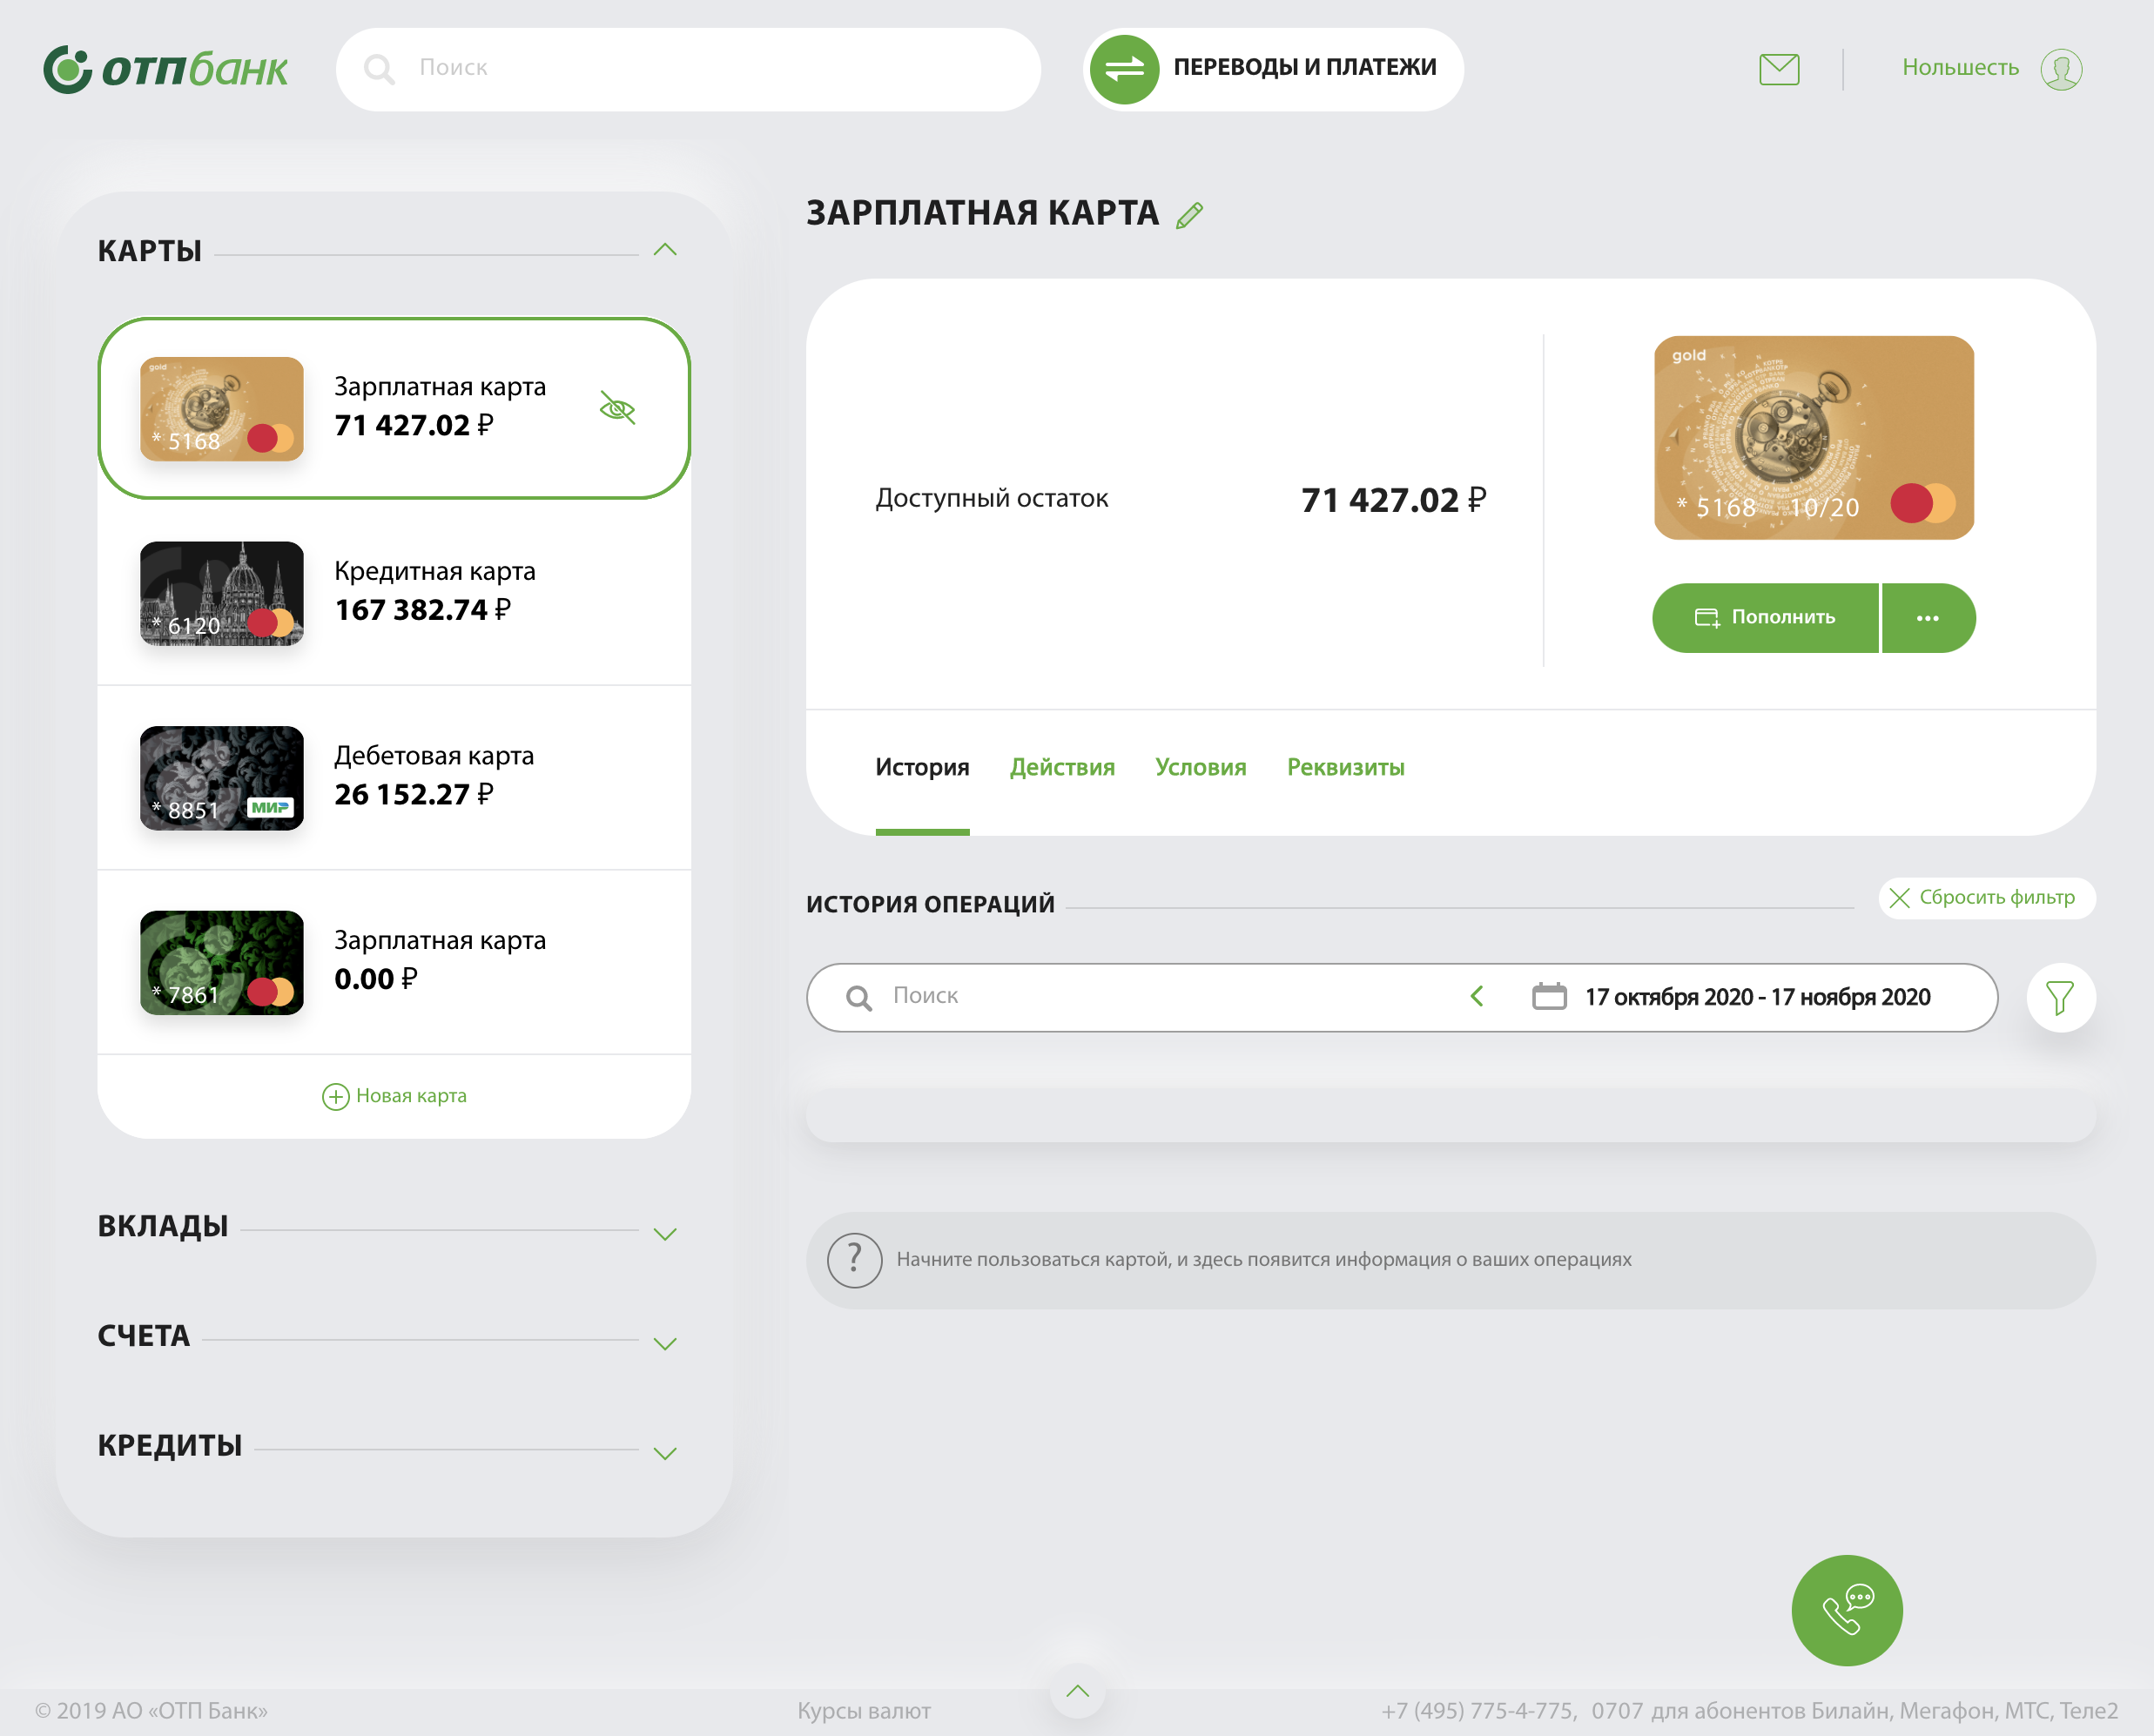 ОТПбанк
Поиск
ПЕРЕВОДЫ И ПЛАТЕЖИ
Нольшесть
КАРТЫ
gold
* 5168
Зарплатная карта
71 427.02 ₽
* 6120
Кредитная карта
167 382.74 ₽
* 8851
МИР
Дебетовая карта
26 152.27 ₽
* 7861
Зарплатная карта
0.00 ₽
Новая карта
ВКЛАДЫ
СЧЕТА
КРЕДИТЫ
ЗАРПЛАТНАЯ КАРТА
Доступный остаток
71 427.02 ₽
gold
* 5168 10/20
Пополнить
История Действия Условия Реквизиты
ИСТОРИЯ ОПЕРАЦИЙ
Сбросить фильтр
Поиск
17 октября 2020 - 17 ноября 2020
? Начните пользоваться картой, и здесь появится информация о ваших операциях
© 2019 АО «ОТП Банк»
Курсы валют
+7 (495) 775-4-775, 0707 для абонентов Билайн, Мегафон, МТС, Теле2